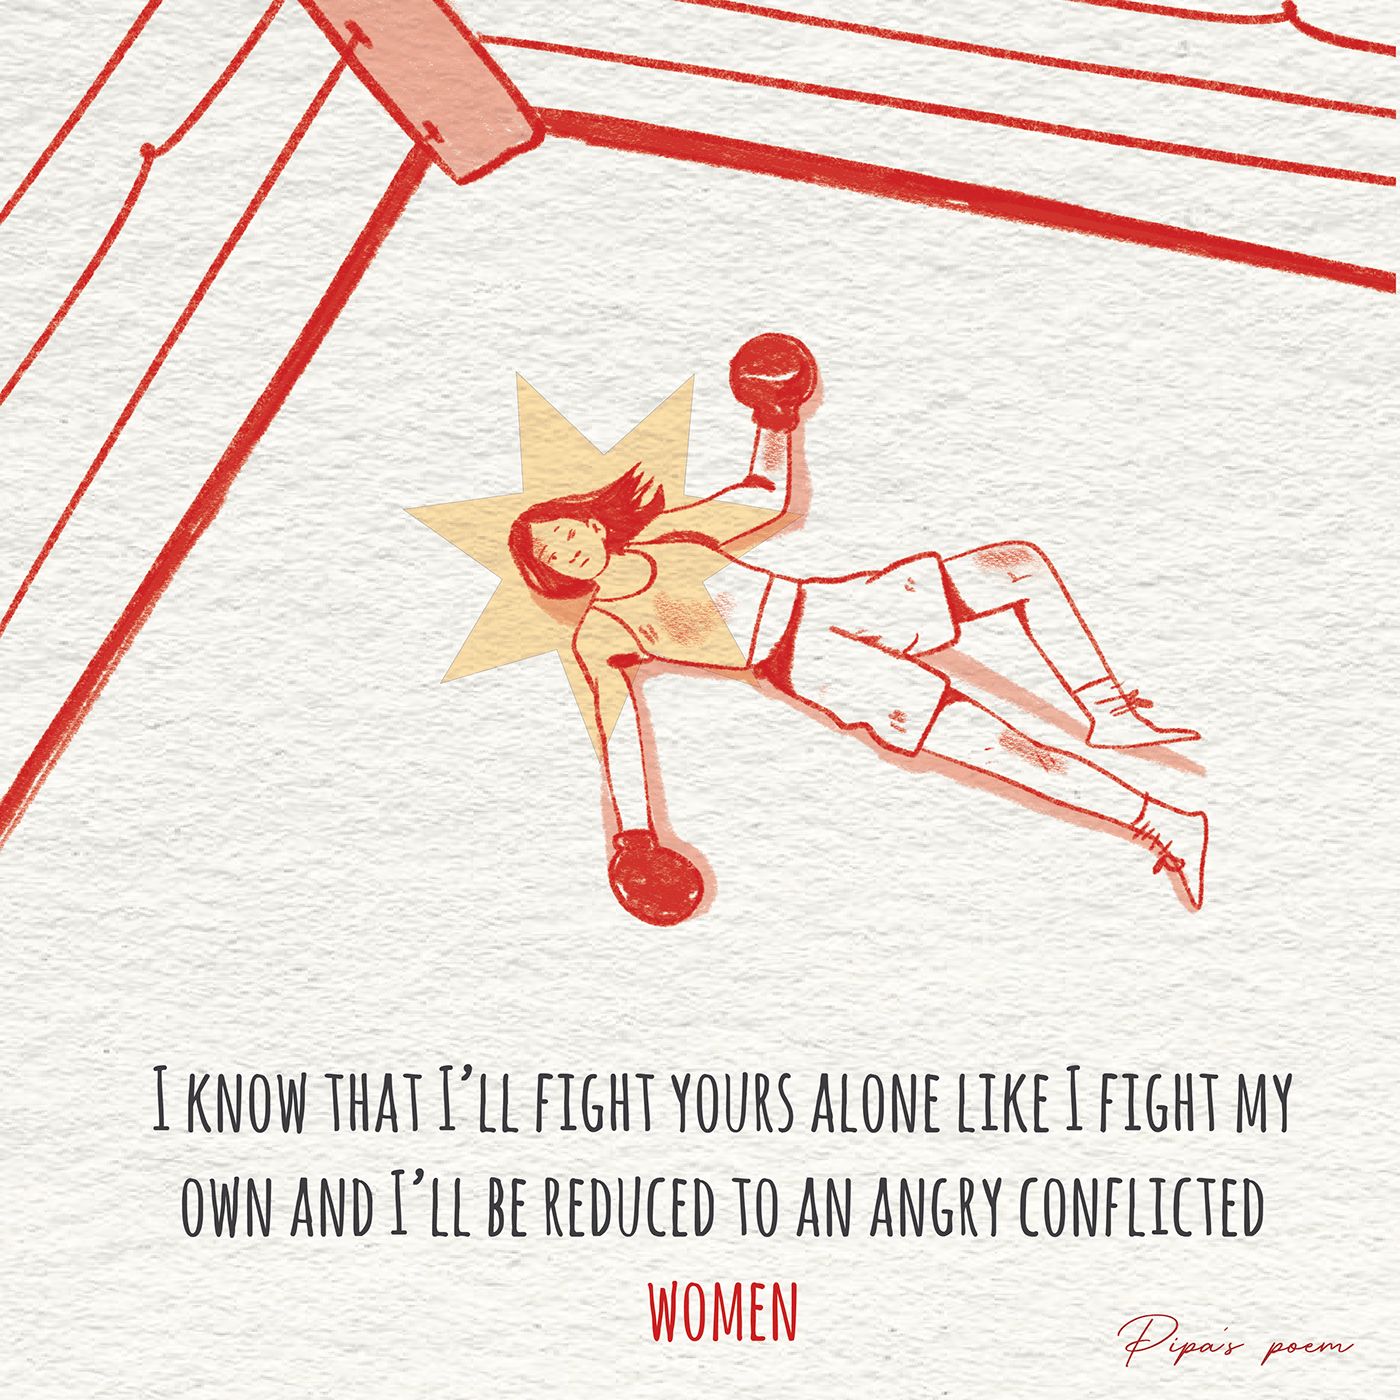 I KNOW THAT I'LL FIGHT YOURS ALONE LIKE I FIGHT MY
OWN AND I'LL BE REDUCED TO AN ANGRY CONFLICTED
WOMEN
Pipa's poem